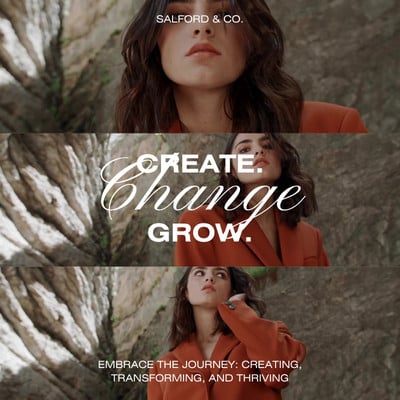 SALFORD & CO.
CREATE.
Change
GROW.
EMBRACE THE JOURNEY: CREATING,
TRANSFORMING, AND THRIVING